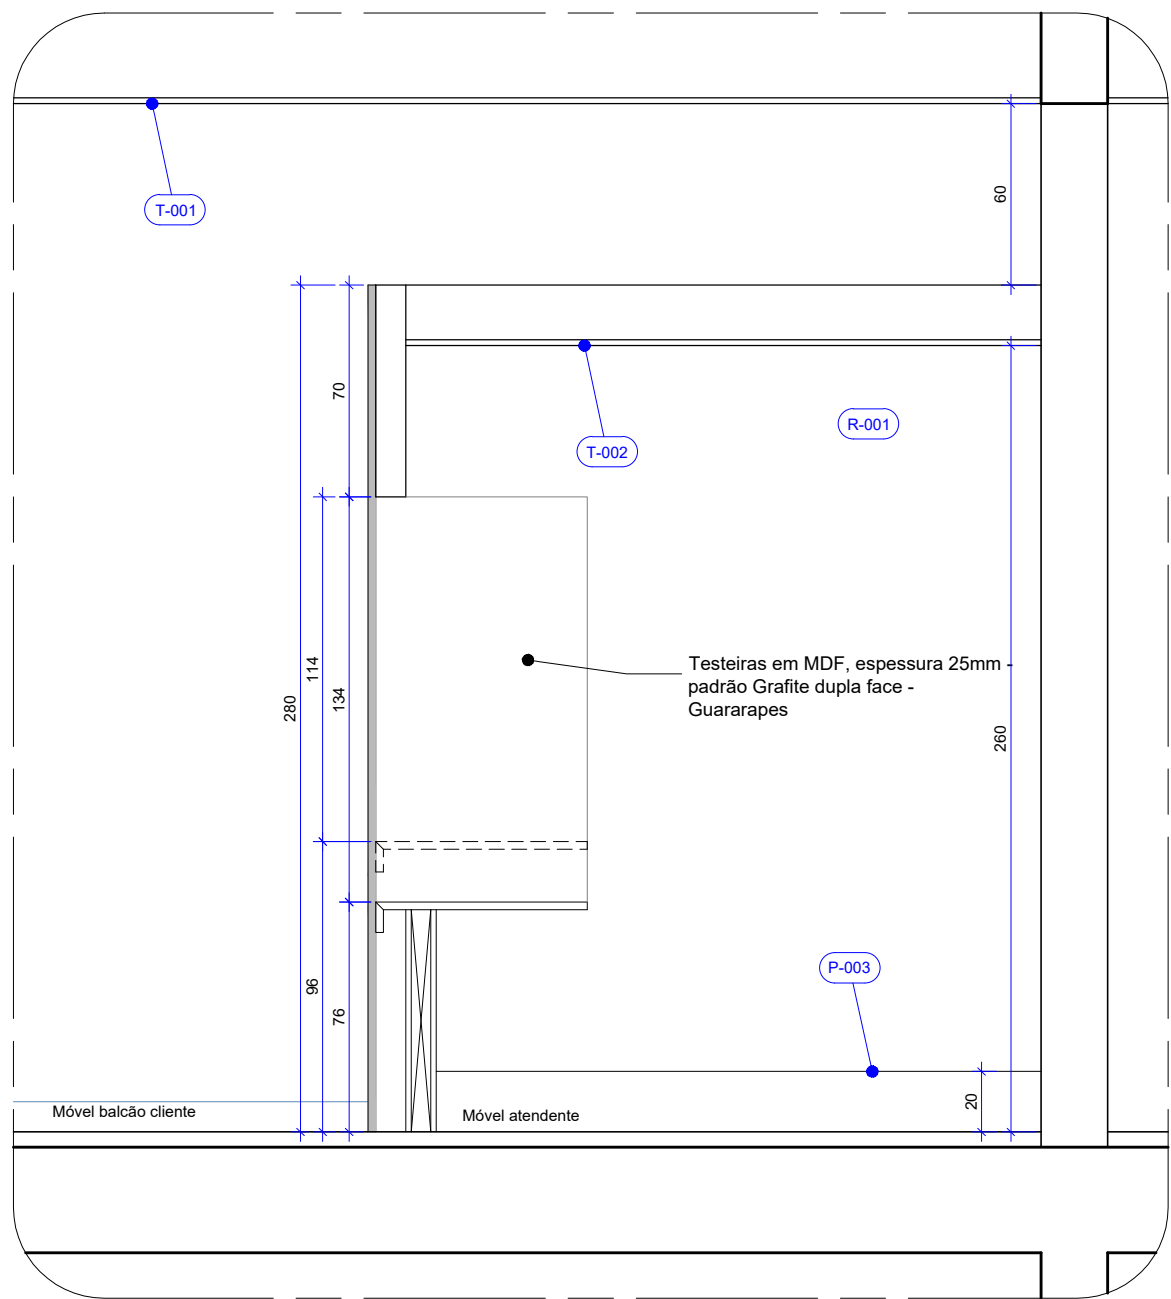 60
T-001
70
R-001
T-002
Testeiras em MDF, espessura 25mm -
padrão Grafite dupla face -
Guararapes
114
134
280
260
P-003
96
76
20
Móvel balcão cliente
Móvel atendente